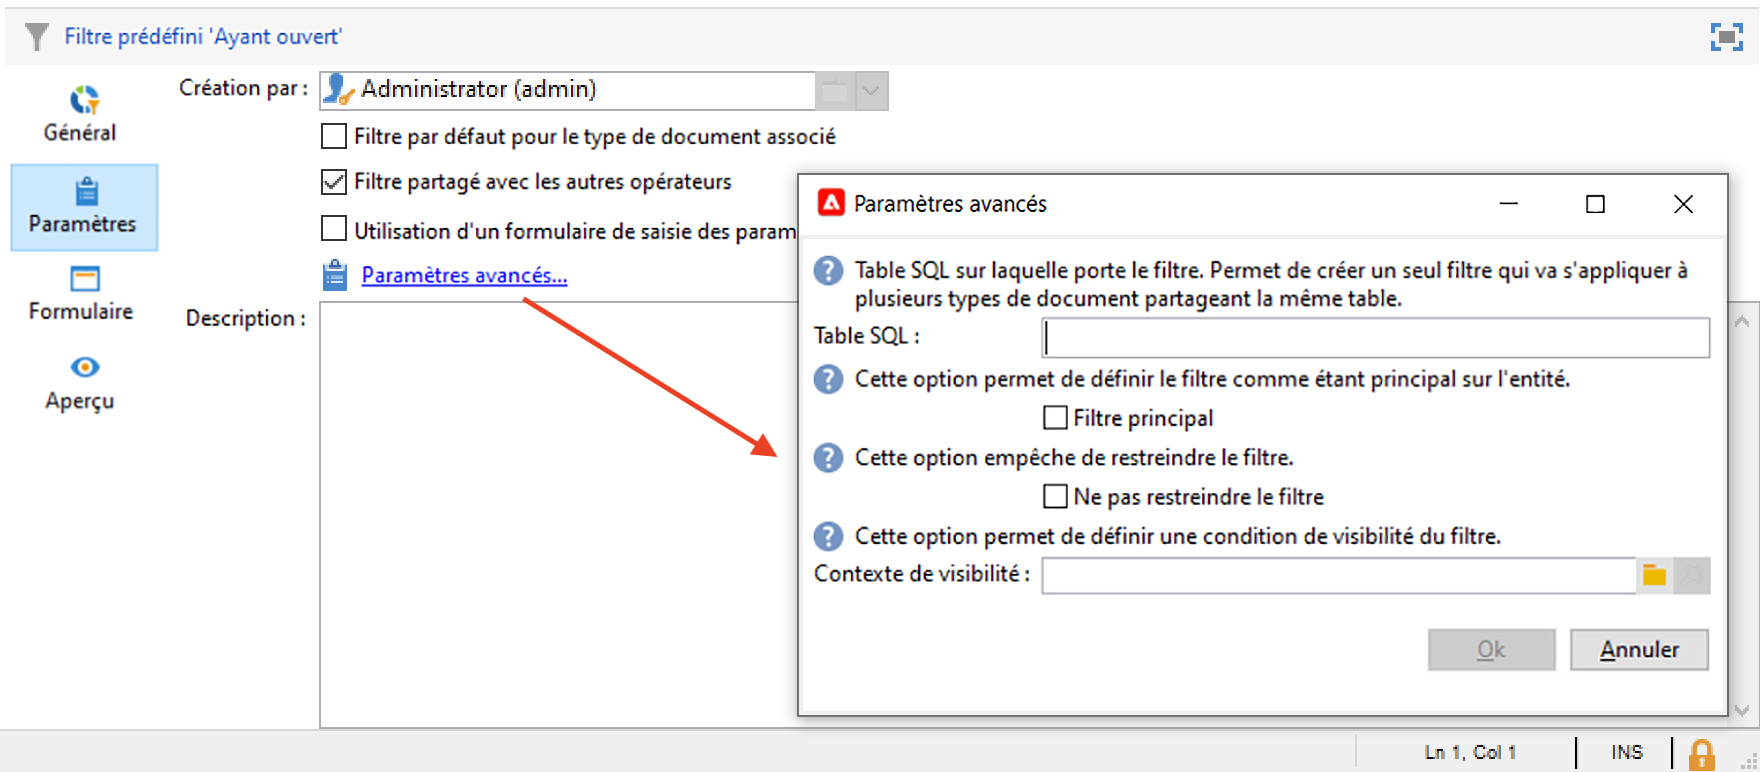 Filtre prédéfini 'Ayant ouvert'
Général
Paramètres
Formulaire
Aperçu
Création par :
Administrator (admin)
Filtre par défaut pour le type de document associé
Filtre partagé avec les autres opérateurs
Utilisation d'un formulaire de saisie des param
Paramètres avancés...
Description :
Paramètres avancés
Table SQL sur laquelle porte le filtre. Permet de créer un seul filtre qui va s'appliquer à
plusieurs types de document partageant la même table.
Table SQL :
Cette option permet de définir le filtre comme étant principal sur l'entité.
Filtre principal
Cette option empêche de restreindre le filtre.
Ne pas restreindre le filtre
Cette option permet de définir une condition de visibilité du filtre.
Contexte de visibilité :
Ok
Annuler
Ln 1, Col 1
INS